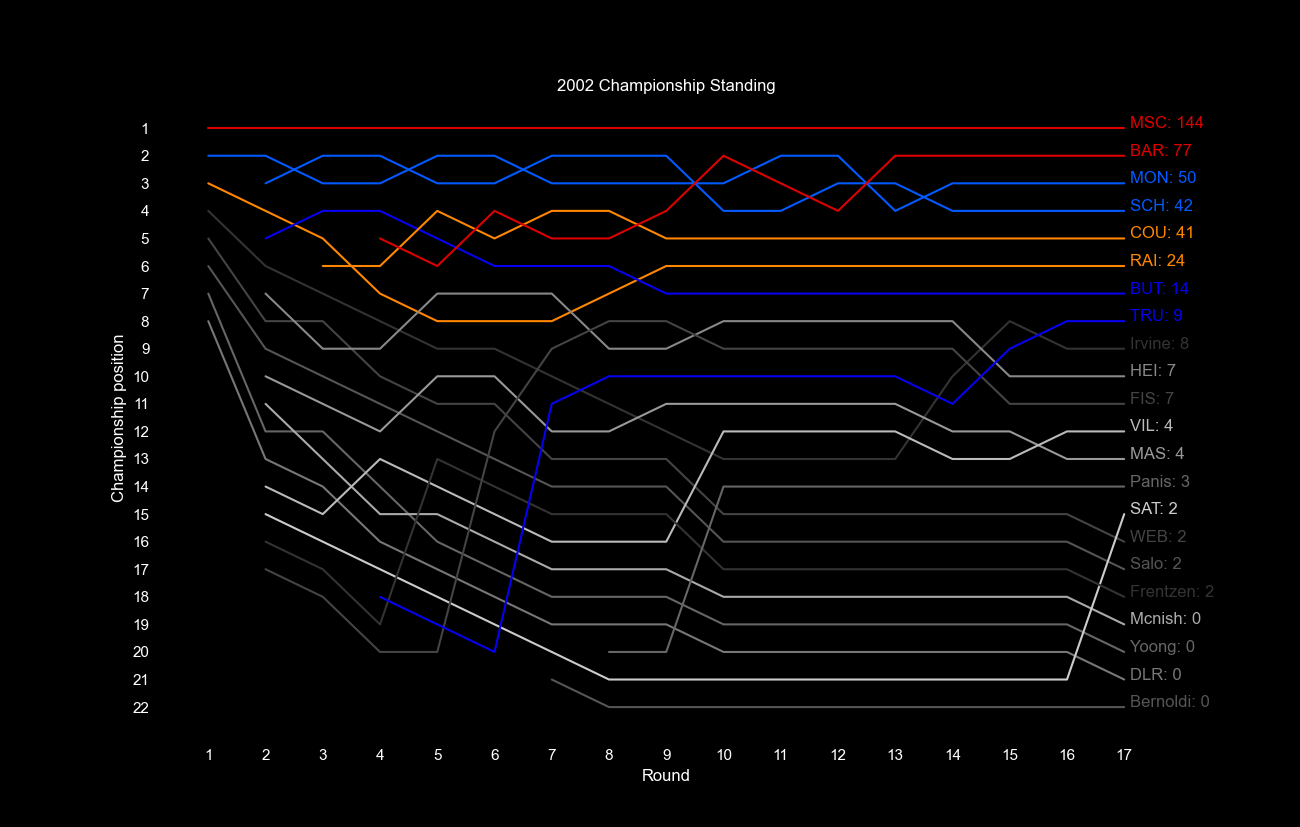 2002 Championship Standing
Championship position
1
2
3
4
5
6
7
8
9
10
11
12
13
14
15
16
17
18
19
20
21
22
MSC: 144
BAR: 77
MON: 50
SCH: 42
COU: 41
RAI: 24
BUT: 14
TRU: 9
Irvine: 8
HEI: 7
FIS: 7
VIL: 4
MAS: 4
Panis: 3
SAT: 2
WEB: 2
Salo: 2
Frentzen: 2
Mcnish: 0
Yoong: 0
DLR: 0
Bernoldi: 0
1 2 3 4 5 6 7 8 9 10 11 12 13 14 15 16 17
Round